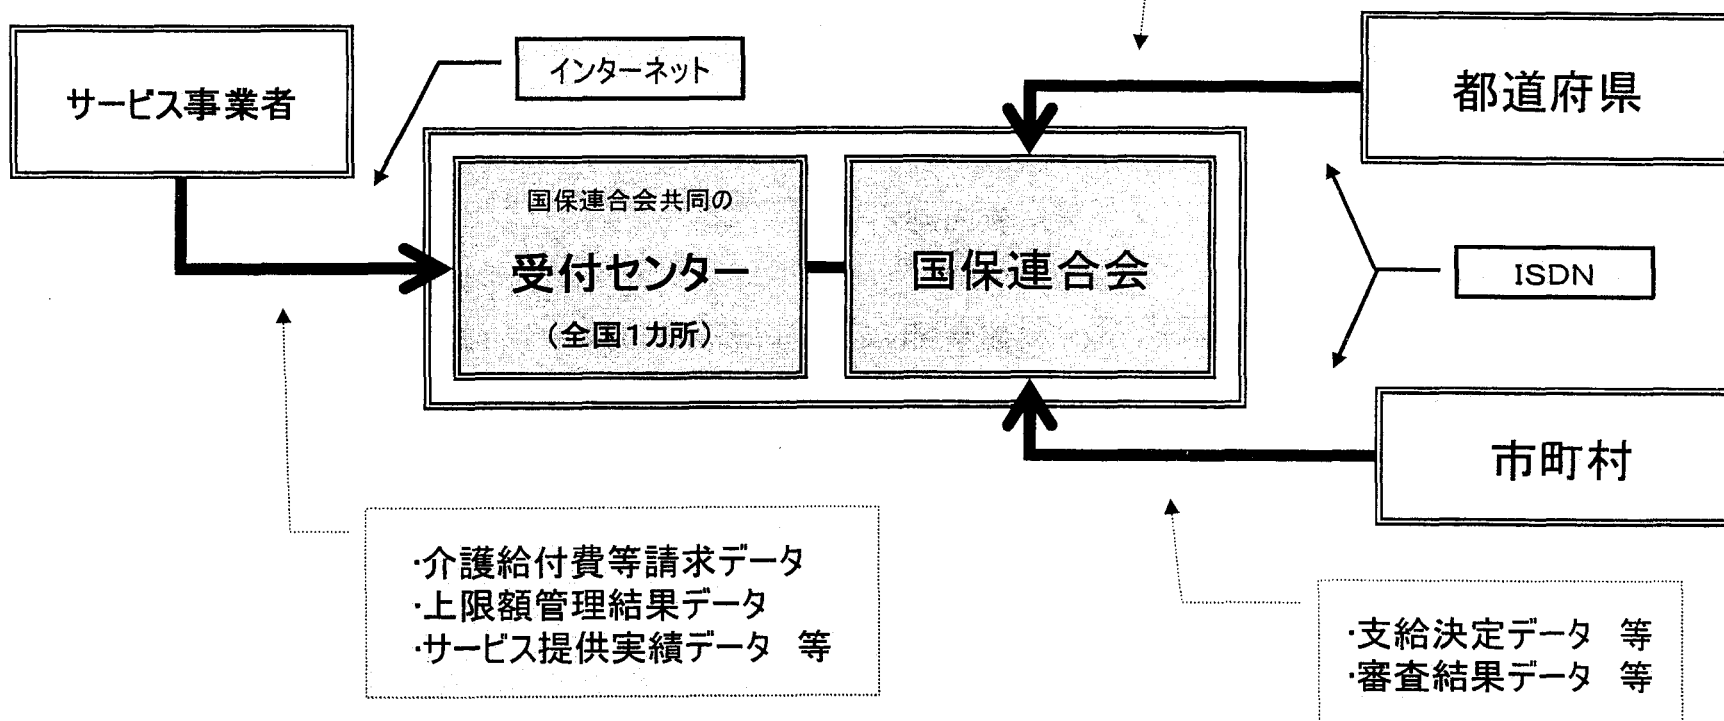 サービス事業者
インターネット
都道府県
国保連合会共同の
受付センター
(全国1カ所)
国保連合会
ISDN
市町村
・介護給付費等請求データ
・上限額管理結果データ
・サービス提供実績データ 等
・支給決定データ 等
・審査結果データ 等